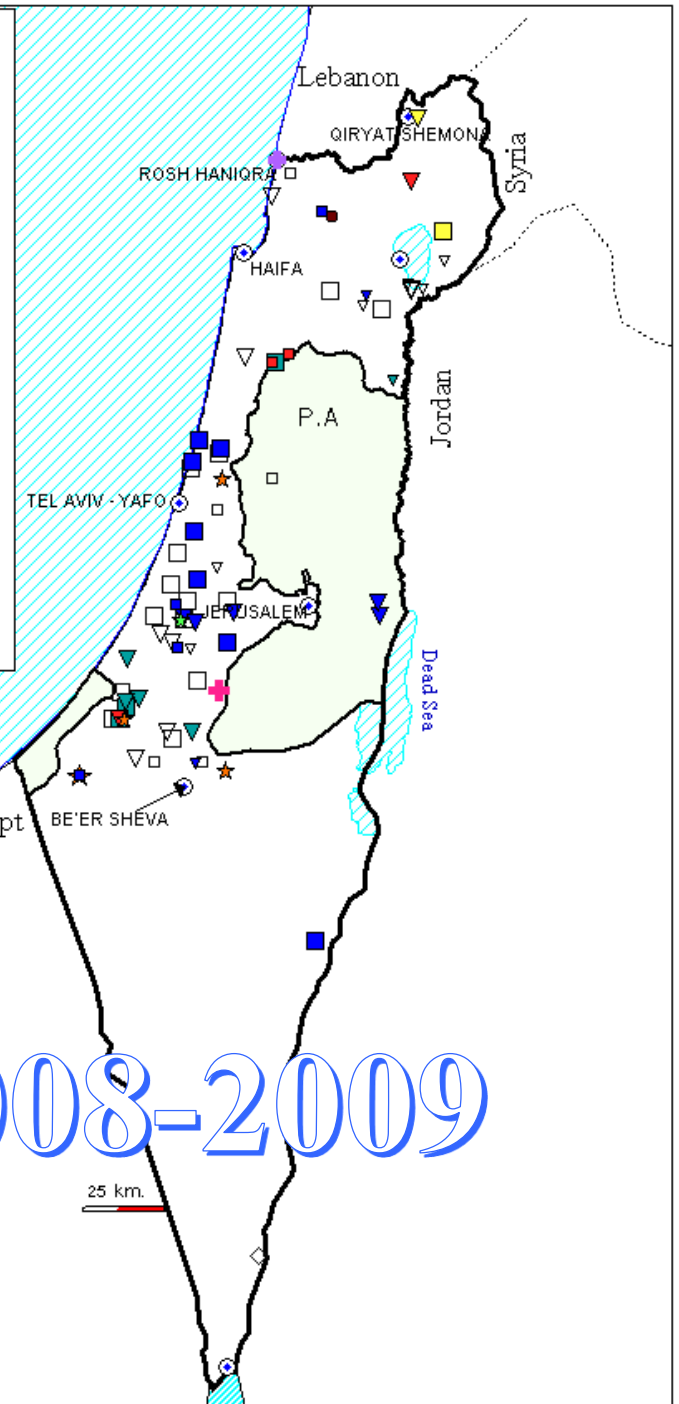 Lebanon
QIRYAT SHEMONA
Syria
ROSH HANIQRA
HAIFA
Jordan
P.A
TEL AVIV - YAFO
JERUSALEM
Dead Sea
pt
BE'ER SHEVA
008-2009
25 km.